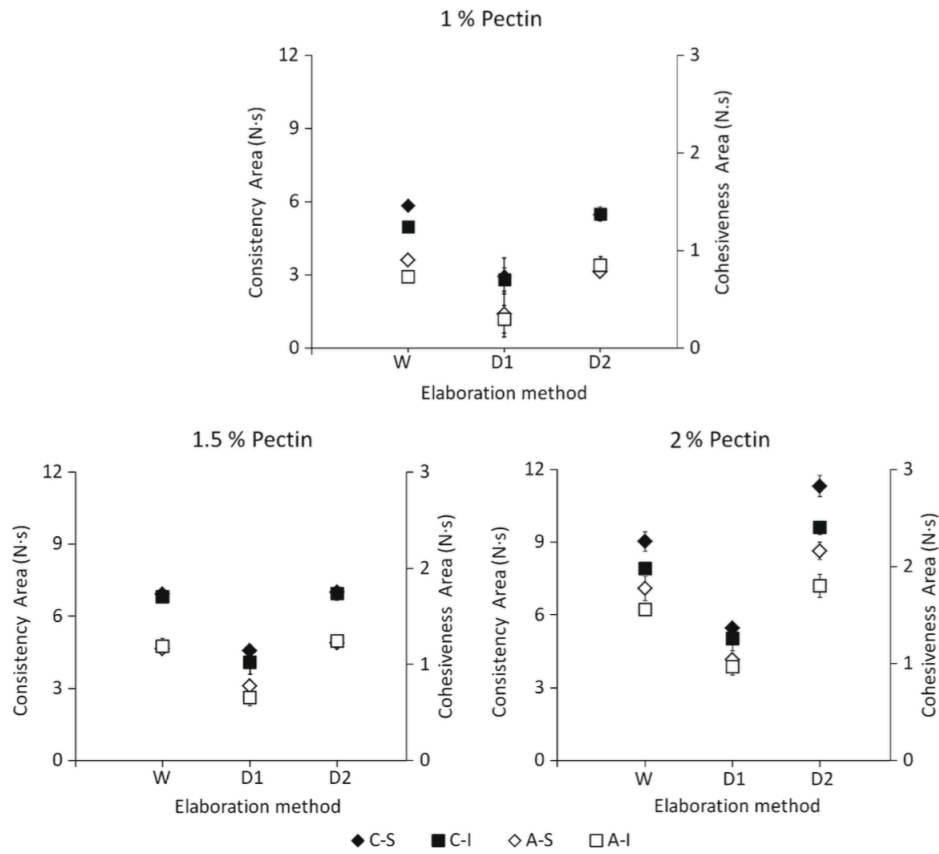 1 % Pectin
12
9
6
3
0
Consistency Area (N·s)
3
2
1
0
Cohesiveness Area (N.s)
W D1 D2
Elaboration method
1.5 % Pectin
12
9
6
3
0
Consistency Area (N·s)
3
2
1
0
Cohesiveness Area (N·s)
W D1 D2
Elaboration method
2 % Pectin
12
9
6
3
0
Consistency Area (N·s)
3
2
1
0
Cohesiveness Area (N·s)
W D1 D2
Elaboration method
C-S C-I A-S A-I